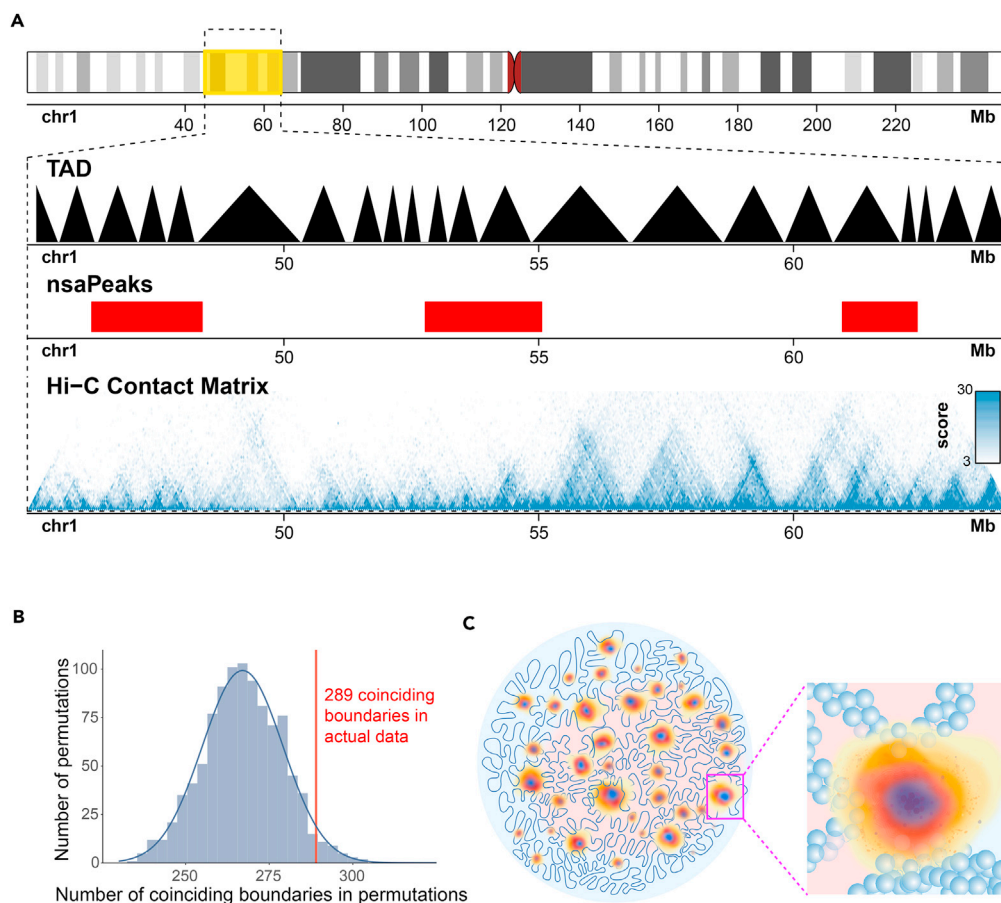 A
chr1
40 60 80 100 120 140 160 180 200 220
Mb
TAD
chr1
50 55 60
Mb
nsaPeaks
chr1
50 55 60
Mb
Hi−C Contact Matrix
30
score
3
chr1
50 55 60
Mb
B
Number of permutations
100
75
50
25
0
289 coinciding
boundaries in
actual data
250 275 300
Number of coinciding boundaries in permutations
C